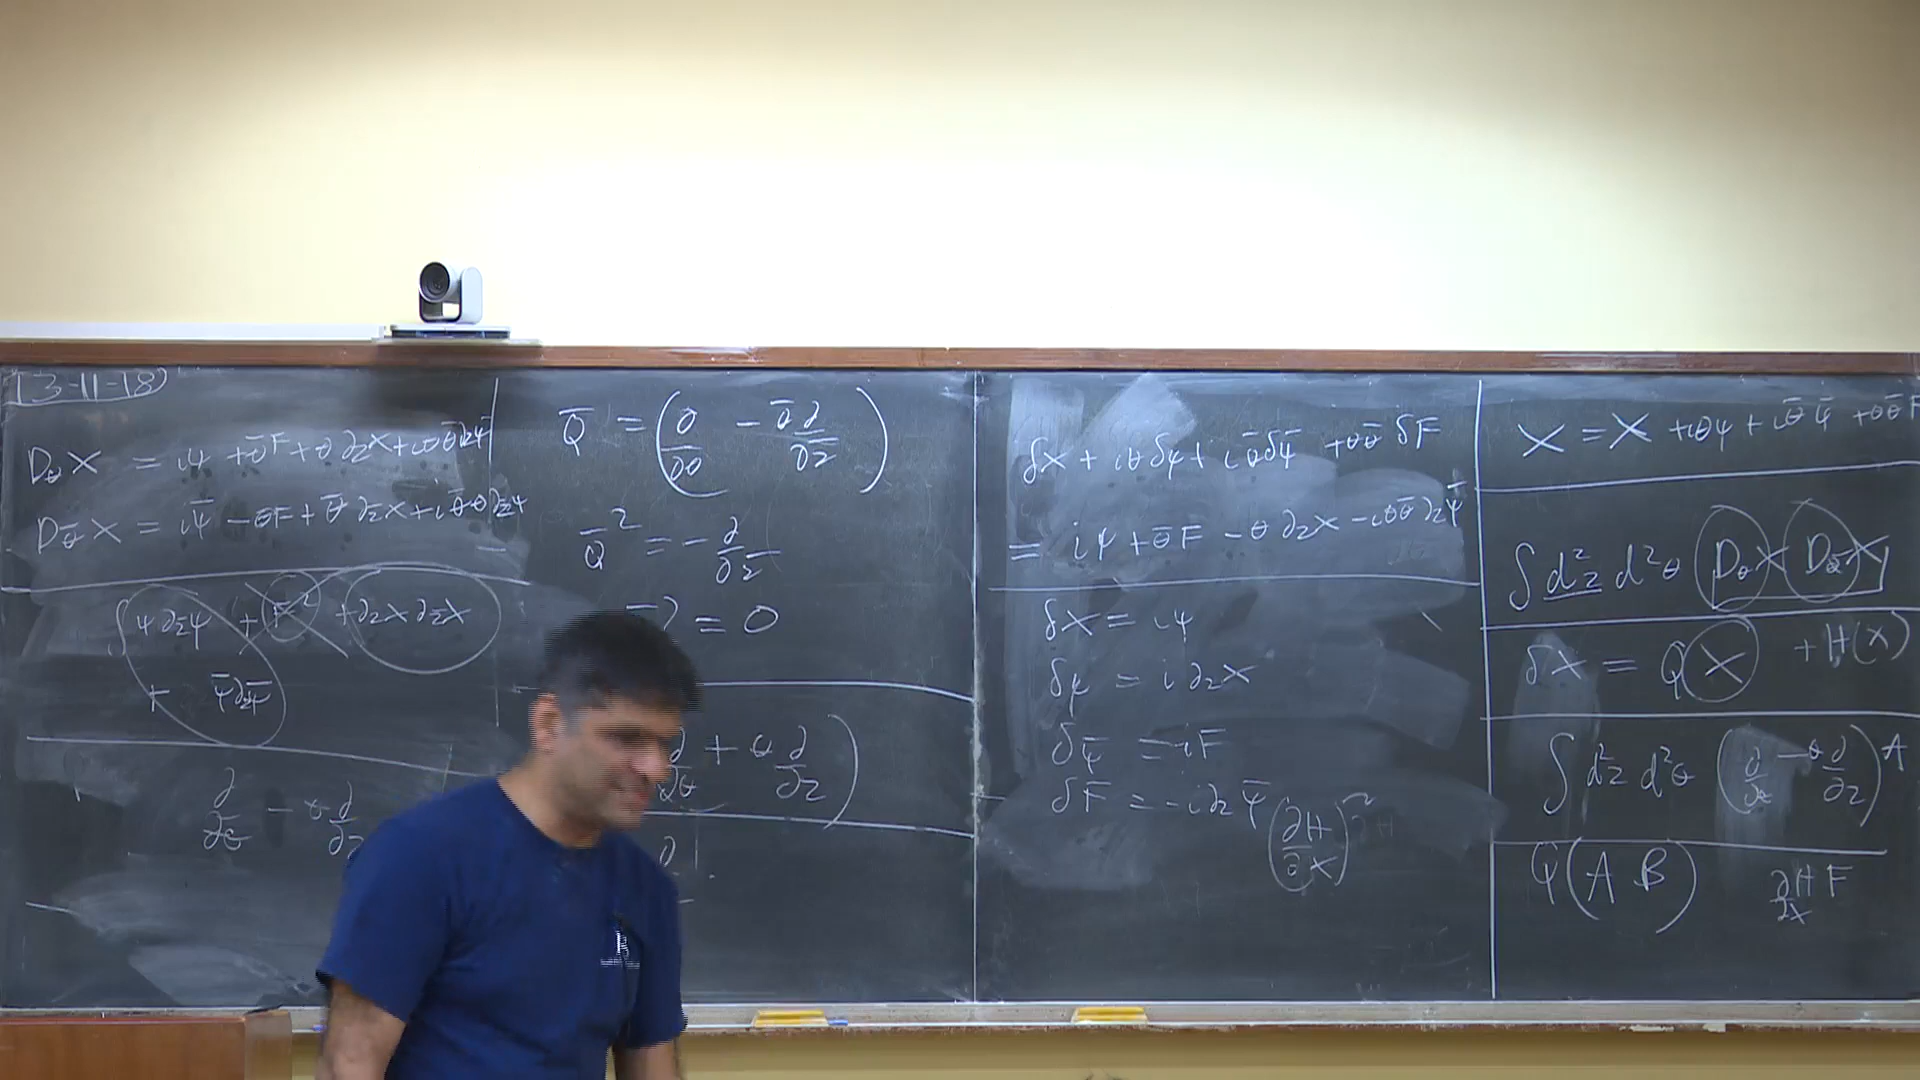 13-11-18
D_θ X = iψ + θ̄F + θ∂_z X + iθθ̄∂_z ψ̄
D_θ̄ X = iψ̄ - θF + θ̄∂_z̄ X + iθ̄θ∂_z̄ ψ
∫ψ∂_z̄ψ + F² + ∂_z X ∂_z̄ X
+ ψ̄∂_zψ̄
∂/∂θ - θ∂/∂z
Q̄ = (∂/∂θ̄ - θ̄∂/∂z̄)
Q̄² = -∂/∂z̄
= 0
∂/∂θ + θ∂/∂z)
δX + iθδψ + iθ̄δψ̄ + θθ̄δF
= iψ + θ̄F - θ∂_z X - iθθ̄∂_z ψ̄
δX = iψ
δψ = i∂_z X
δψ̄ = -iF
δF = -i∂_z ψ̄
(∂H/∂X)²
X = X + iθψ + iθ̄ψ̄ + θθ̄F
∫d²z d²θ D_θ X D_θ̄ X
+ H(X)
δX = Q(X)
∫d²z d²θ (∂/∂θ - θ∂/∂z) A
Q(A B)
∂H/∂X F